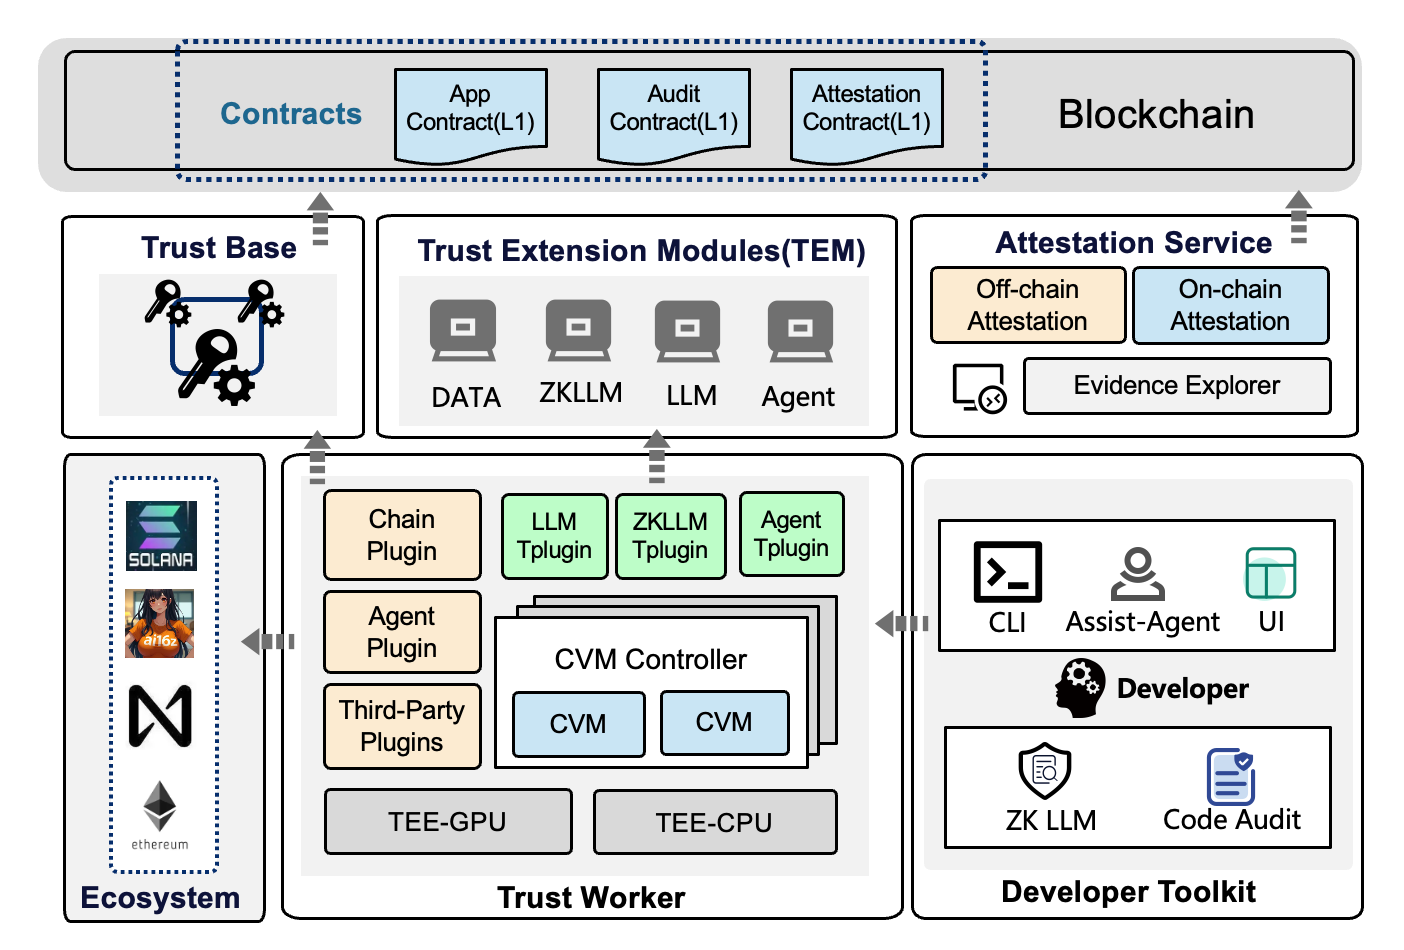 Contracts
App
Contract(L1)
Audit
Contract(L1)
Attestation
Contract(L1)
Blockchain
Trust Base
Trust Extension Modules(TEM)
DATA
ZKLLM
LLM
Agent
Attestation Service
Off-chain
Attestation
On-chain
Attestation
Evidence Explorer
SOLANA
ai16z
ethereum
Ecosystem
Chain
Plugin
LLM
Tplugin
ZKLLM
Tplugin
Agent
Tplugin
Agent
Plugin
Third-Party
Plugins
CVM Controller
CVM
CVM
TEE-GPU
TEE-CPU
Trust Worker
CLI
Assist-Agent
UI
Developer
ZK LLM
Code Audit
Developer Toolkit